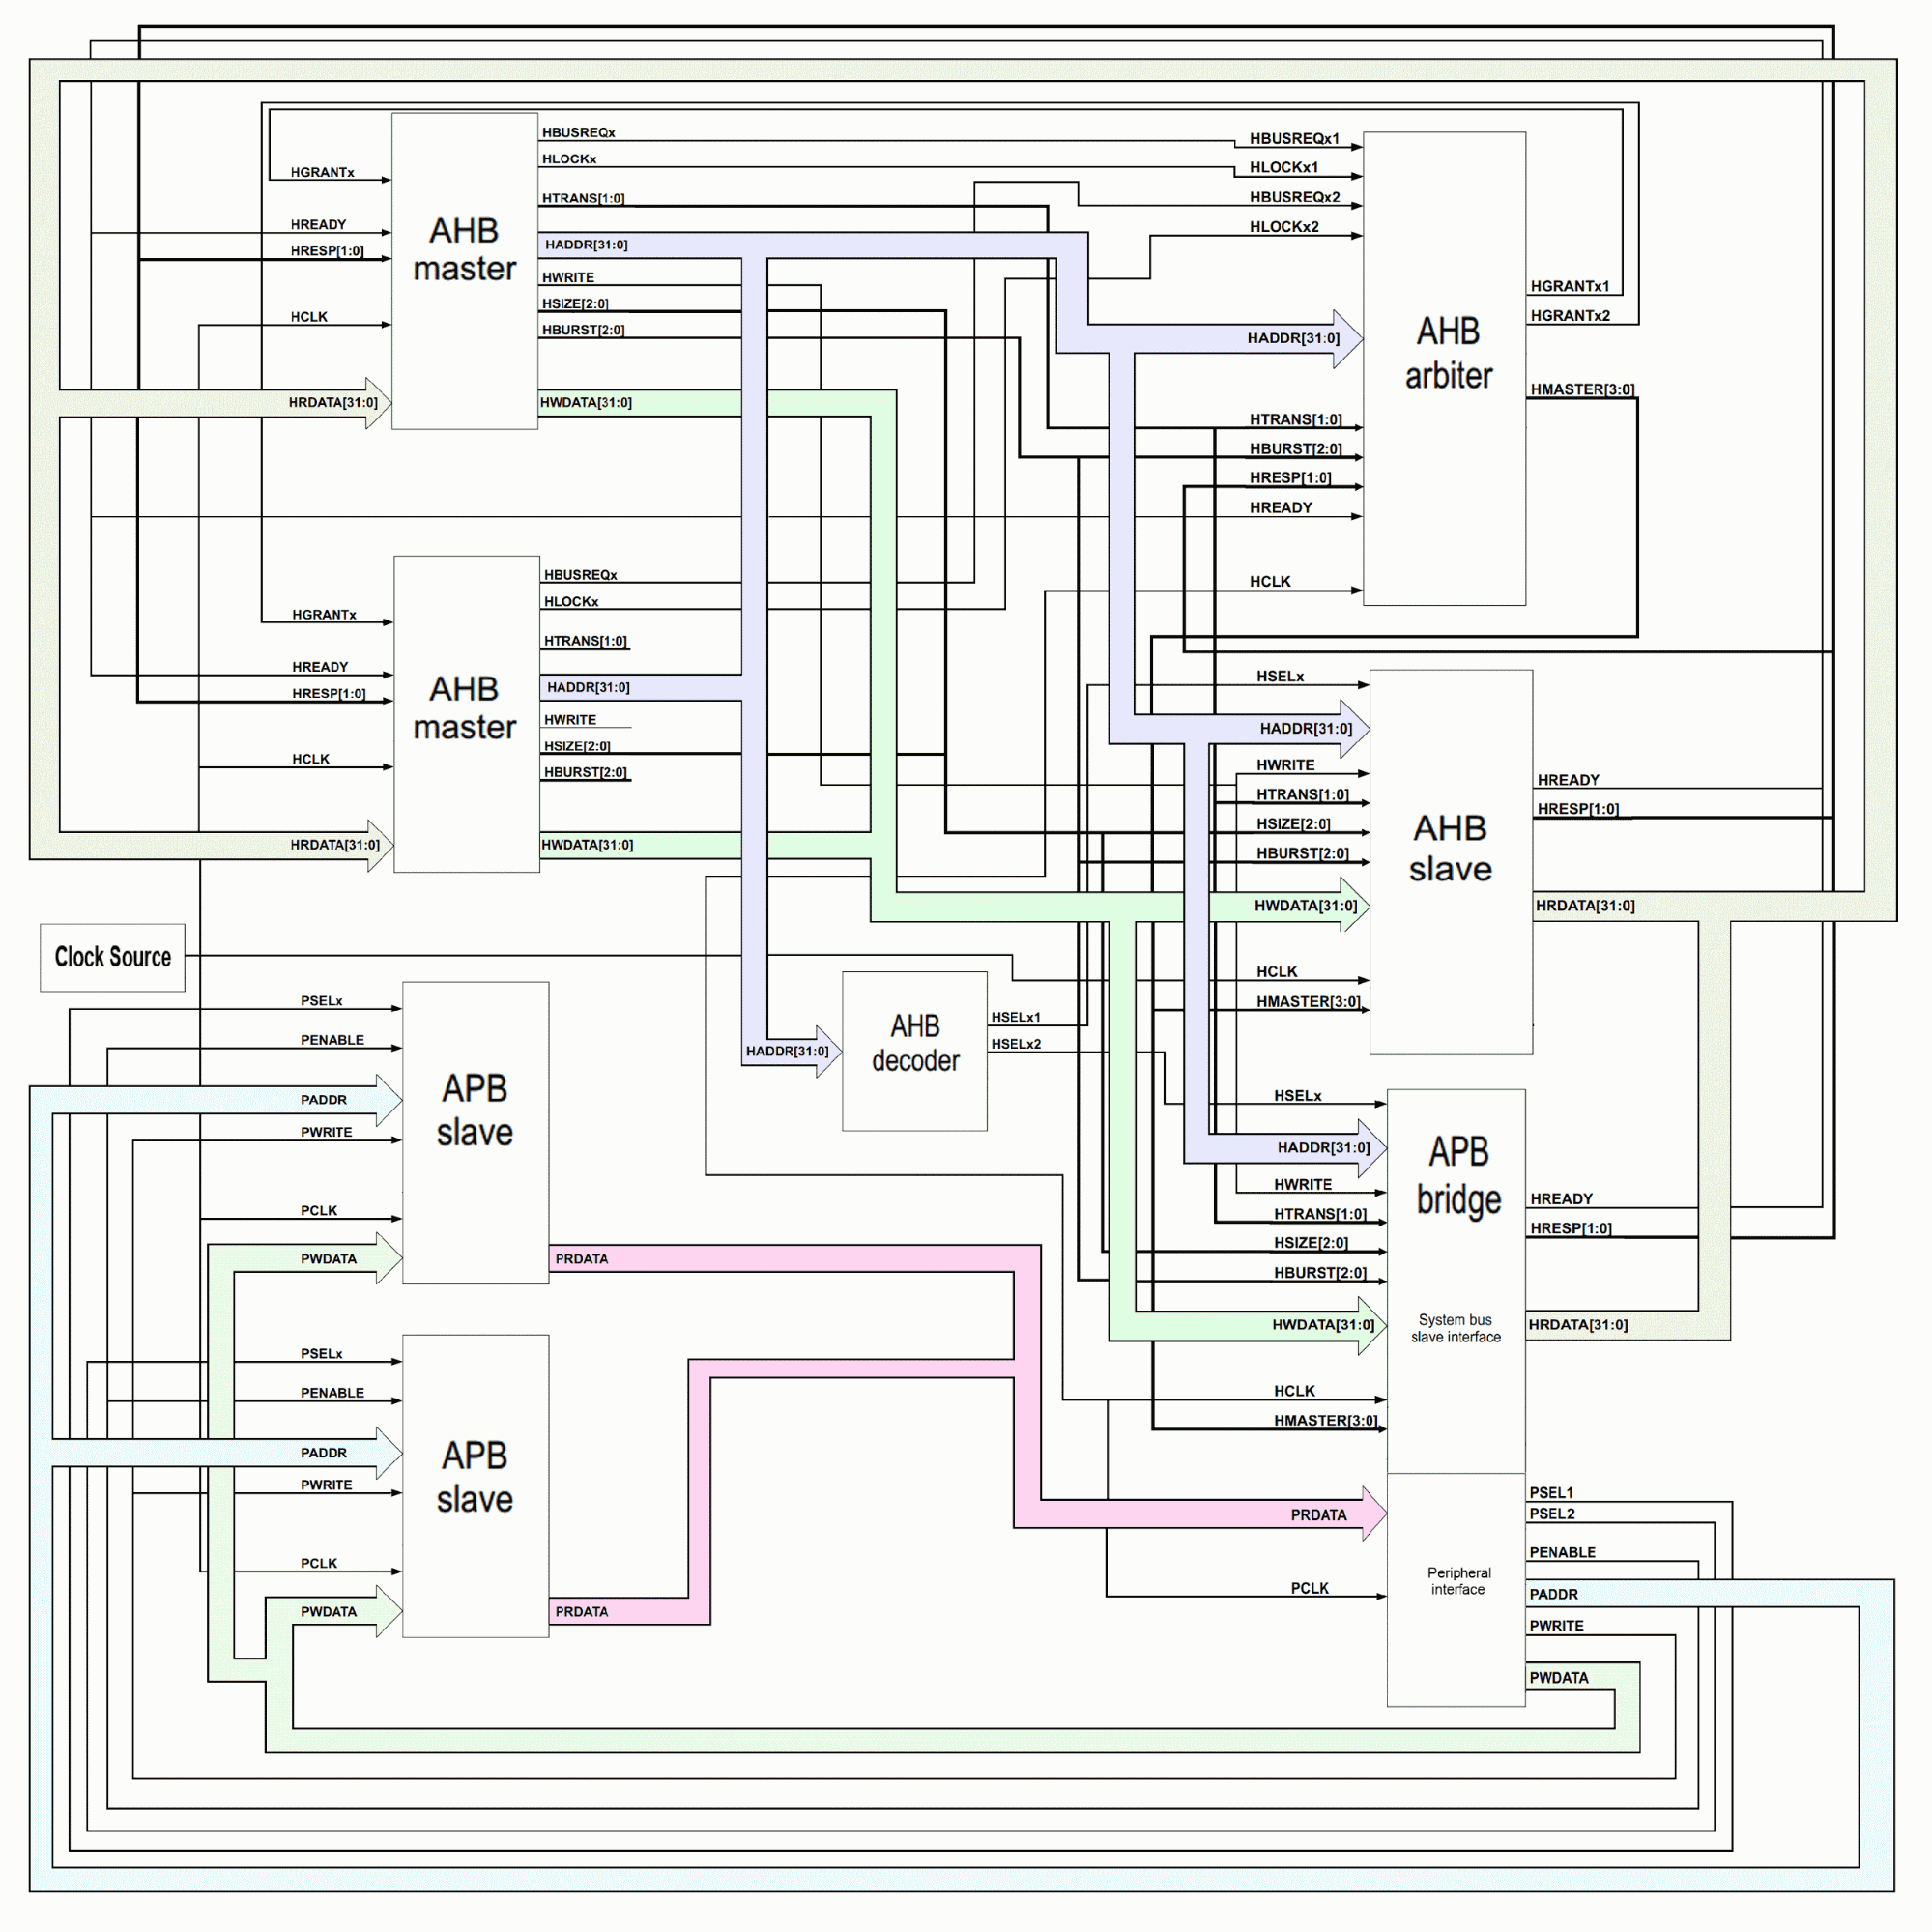 HGRANTx
HREADY
HRESP[1:0]
HCLK
HRDATA[31:0]
AHB
master
HBUSREQx
HLOCKx
HTRANS[1:0]
HADDR[31:0]
HWRITE
HSIZE[2:0]
HBURST[2:0]
HWDATA[31:0]
HBUSREQx1
HLOCKx1
HBUSREQx2
HLOCKx2
HADDR[31:0]
HTRANS[1:0]
HBURST[2:0]
HRESP[1:0]
HREADY
HCLK
AHB
arbiter
HGRANTx1
HGRANTx2
HMASTER[3:0]
HGRANTx
HREADY
HRESP[1:0]
HCLK
HRDATA[31:0]
AHB
master
HBUSREQx
HLOCKx
HTRANS[1:0]
HADDR[31:0]
HWRITE
HSIZE[2:0]
HBURST[2:0]
HWDATA[31:0]
HSELx
HADDR[31:0]
HWRITE
HTRANS[1:0]
HSIZE[2:0]
HBURST[2:0]
HWDATA[31:0]
HCLK
HMASTER[3:0]
AHB
slave
HREADY
HRESP[1:0]
HRDATA[31:0]
Clock Source
PSELx
PENABLE
PADDR
PWRITE
PCLK
PWDATA
APB
slave
PRDATA
HADDR[31:0]
AHB
decoder
HSELx1
HSELx2
HSELx
HADDR[31:0]
HWRITE
HTRANS[1:0]
HSIZE[2:0]
HBURST[2:0]
HWDATA[31:0]
HCLK
HMASTER[3:0]
APB
bridge
System bus
slave interface
HREADY
HRESP[1:0]
HRDATA[31:0]
PSELx
PENABLE
PADDR
PWRITE
PCLK
PWDATA
APB
slave
PRDATA
PRDATA
PCLK
Peripheral
interface
PSEL1
PSEL2
PENABLE
PADDR
PWRITE
PWDATA